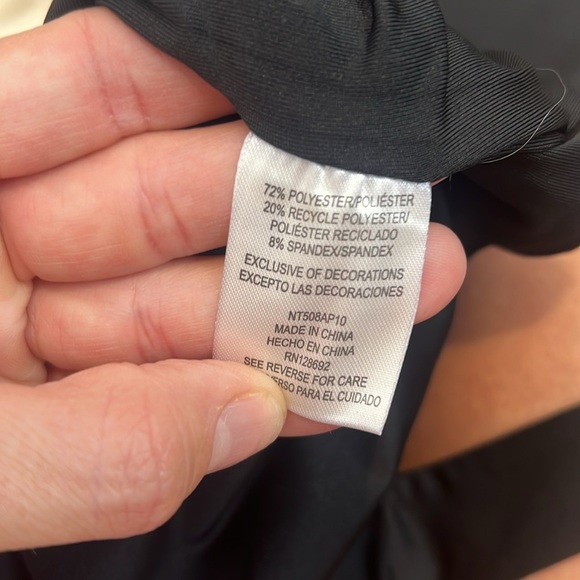 72% POLYESTER/POLIÉSTER
20% RECYCLE POLYESTER/
POLIÉSTER RECICLADO
8% SPANDEX/SPANDEX
EXCLUSIVE OF DECORATIONS
EXCEPTO LAS DECORACIONES
NT508AP10
MADE IN CHINA
HECHO EN CHINA
RN128692
SEE REVERSE FOR CARE
PARA EL CUIDADO